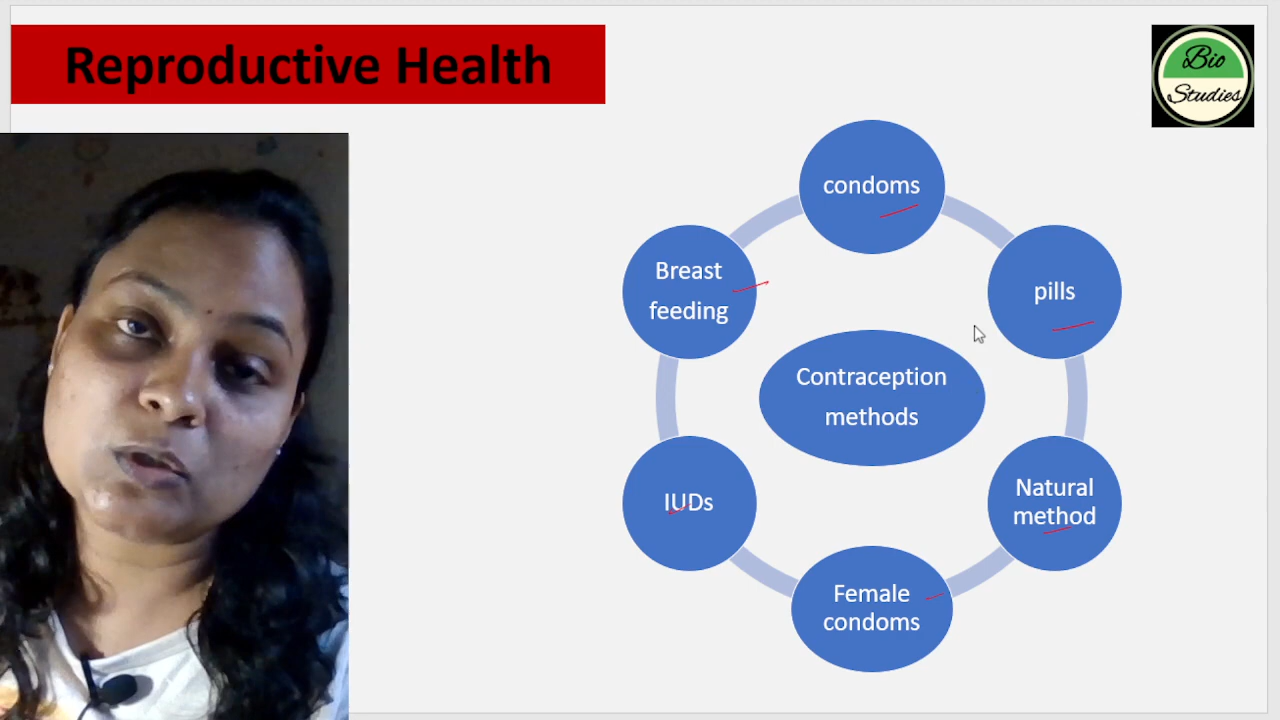 Reproductive Health
Bio
Studies
condoms
Breast
feeding
pills
Contraception
methods
IUDs
Natural
method
Female
condoms